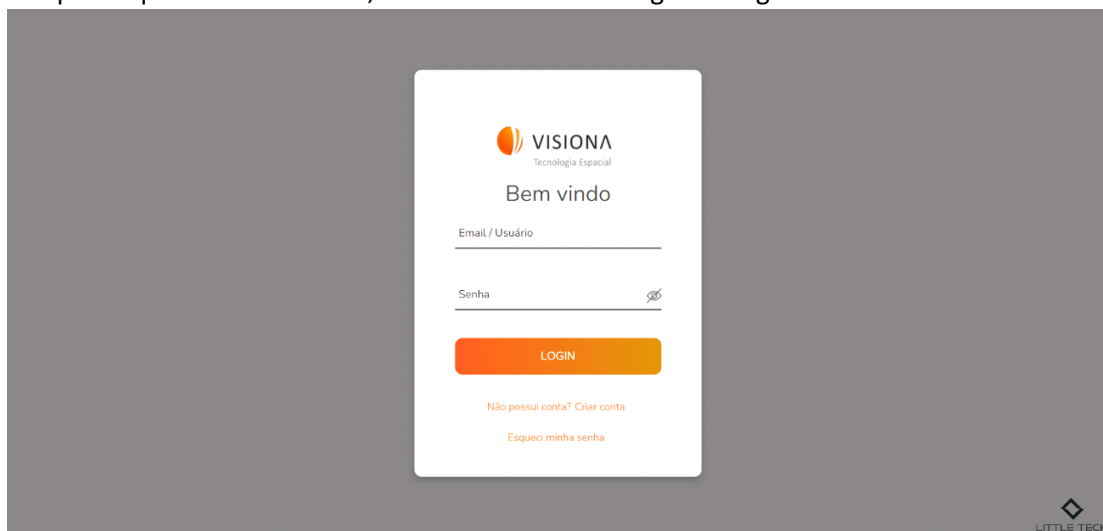 VISIONA
Tecnologia Espacial
Bem vindo
Email / Usuário
Senha
LOGIN
Não possui conta? Criar conta
Esqueci minha senha
LITTLE TECH